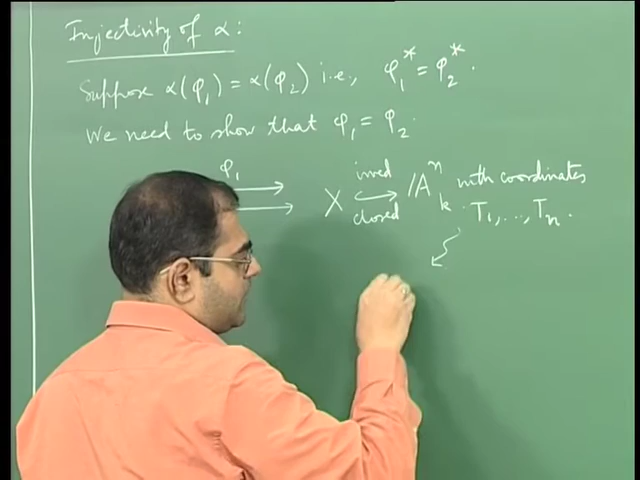 Injectivity of α:
Suppose α(φ₁) = α(φ₂) i.e., φ₁* = φ₂*.
We need to show that φ₁ = φ₂.
φ₁ irred
X ⟷ 𝔸ⁿₖ with coordinates
closed T₁, ..., Tₙ.